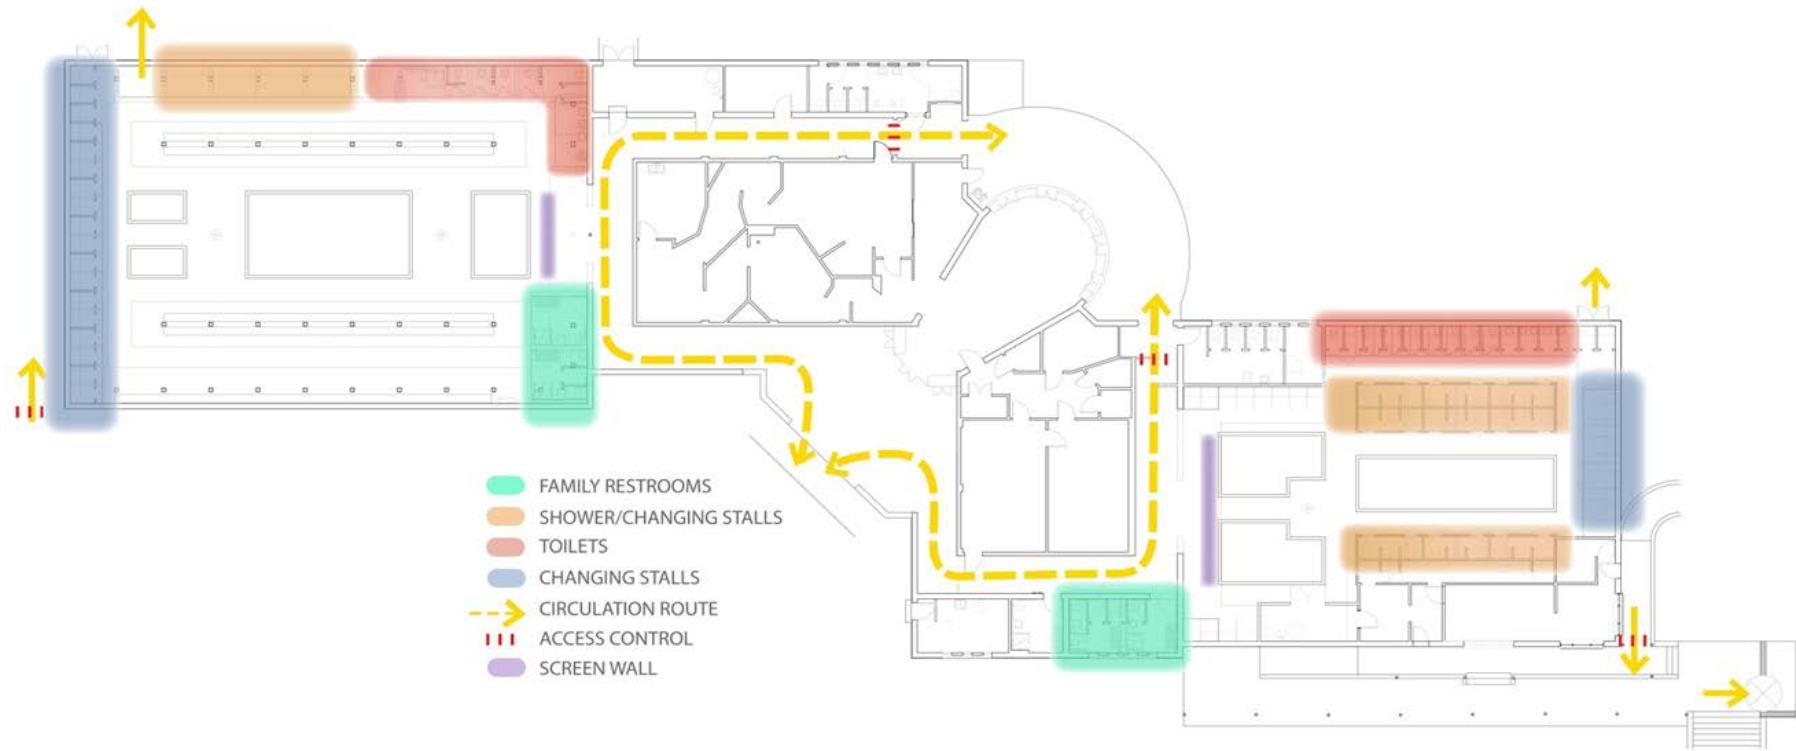 FAMILY RESTROOMS
SHOWER/CHANGING STALLS
TOILETS
CHANGING STALLS
CIRCULATION ROUTE
ACCESS CONTROL
SCREEN WALL